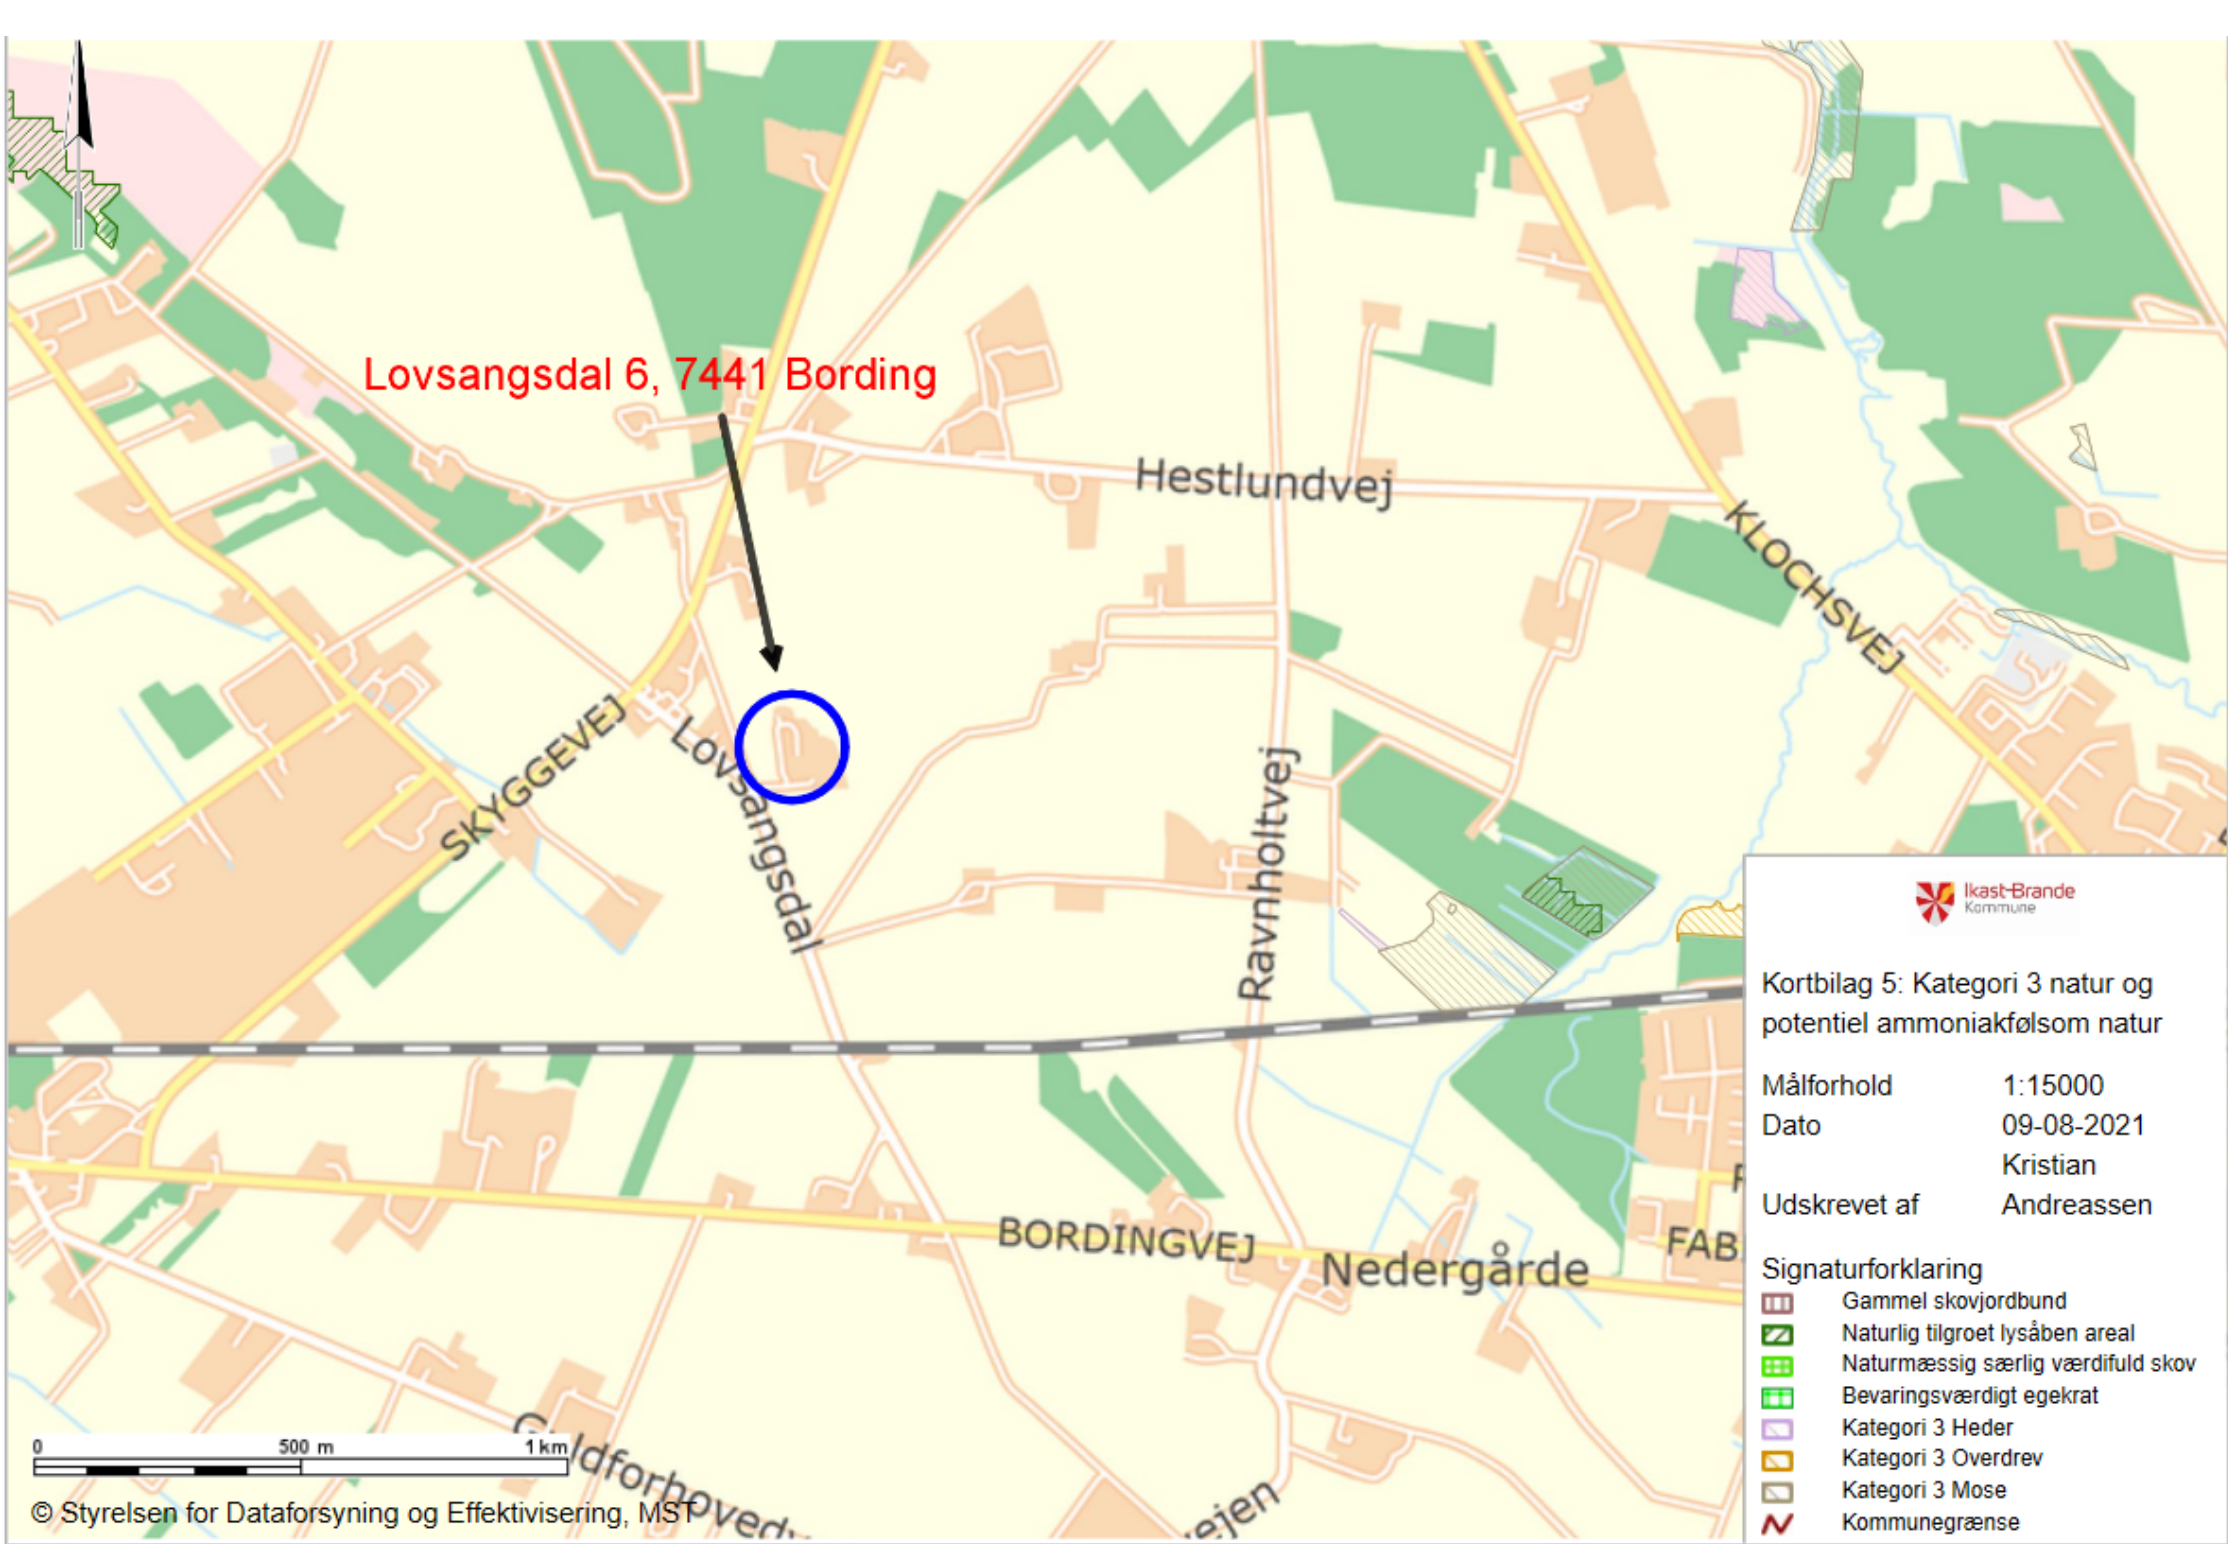 Lovsangsdal 6, 7441 Bording
Hestlundvej
KLOCHSVEJ
SKYGGEVEJ
Lovsangsdal
Ravnholtvej
BORDINGVEJ
Nedergårde
FAB
0 500 m 1 km
© Styrelsen for Dataforsyning og Effektivisering, MST
Ikast-Brande
Kommune
Kortbilag 5: Kategori 3 natur og
potentiel ammoniakfølsom natur
Målforhold 1:15000
Dato 09-08-2021
Kristian
Udskrevet af Andreassen
Signaturforklaring
Gammel skovjordbund
Naturlig tilgroet lysåben areal
Naturmæssig særlig værdifuld skov
Bevaringsværdigt egekrat
Kategori 3 Heder
Kategori 3 Overdrev
Kategori 3 Mose
Kommunegrænse